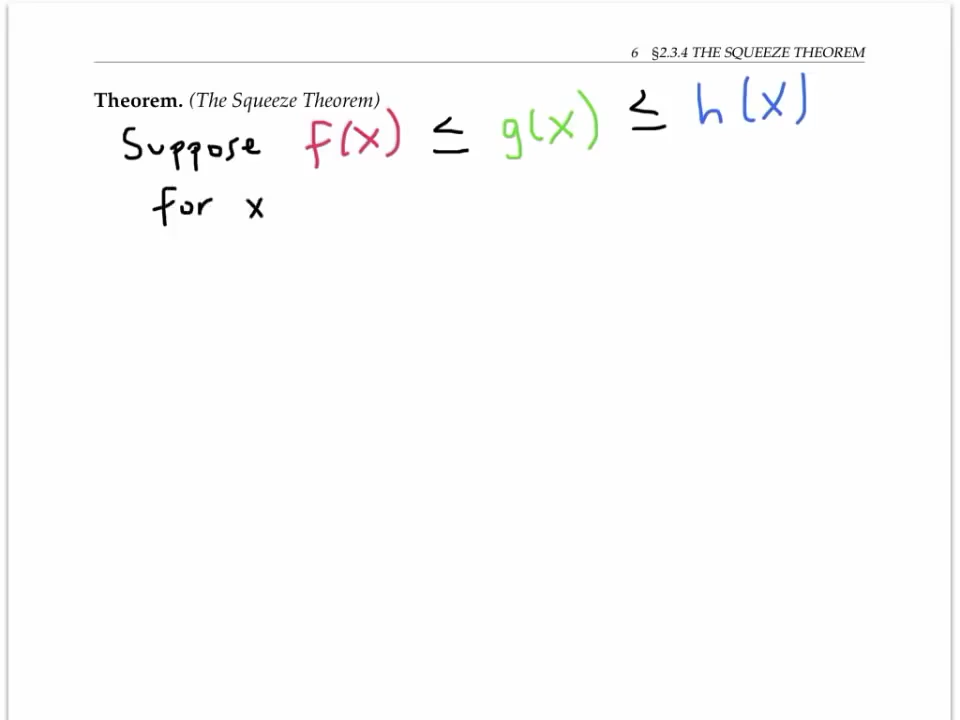 6 §2.3.4 THE SQUEEZE THEOREM
Theorem. (The Squeeze Theorem)
Suppose f(x) ≤ g(x) ≤ h(x)
for x